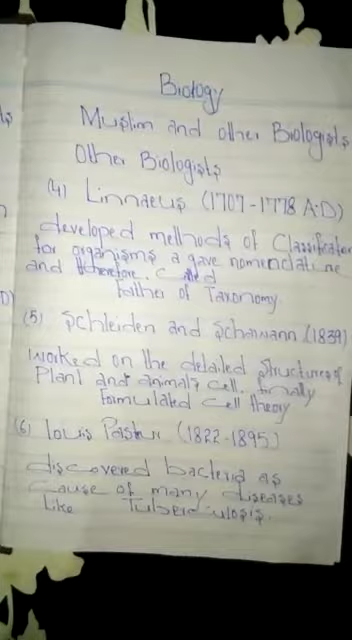 Biology
Muslim and other Biologists
Other Biologists
(4) Linnaeus (1707-1778 A.D)
developed methods of Classification
for organisms & gave nomenclature
and therefore. Called
Father of Taxonomy
(5) Schleiden and Schawann (1839)
worked on the detailed structures of
Plant and animals cell. finally
Formulated cell theory
(6) louis Pastur (1822-1895)
discovered bacteria as
cause of many diseases
like Tuberculosis.